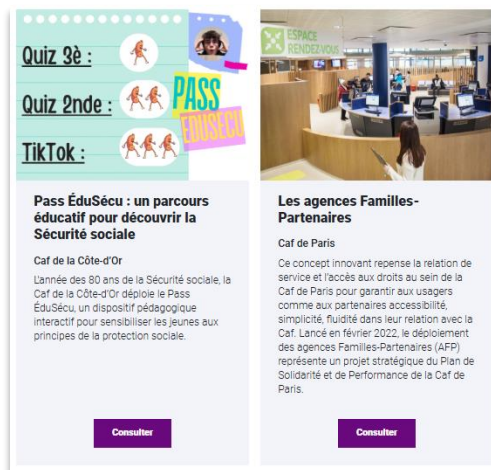 Quiz 3è :
Quiz 2nde :
TikTok :
PASS
ÉDUSÉCU
ESPACE
RENDEZ-VOUS
Pass ÉduSécu : un parcours
éducatif pour découvrir la
Sécurité sociale
Caf de la Côte-d'Or
L'année des 80 ans de la Sécurité sociale, la
Caf de la Côte-d'Or déploie le Pass
ÉduSécu, un dispositif pédagogique
interactif pour sensibiliser les jeunes aux
principes de la protection sociale.
Consulter
Les agences Familles-
Partenaires
Caf de Paris
Ce concept innovant repense la relation de
service et l'accès aux droits au sein de la
Caf de Paris pour garantir aux usagers
comme aux partenaires accessibilité,
simplicité, fluidité dans leur relation avec la
Caf. Lancé en février 2022, le déploiement
des agences Familles-Partenaires (AFP)
représente un projet stratégique du Plan de
Solidarité et de Performance de la Caf de
Paris.
Consulter